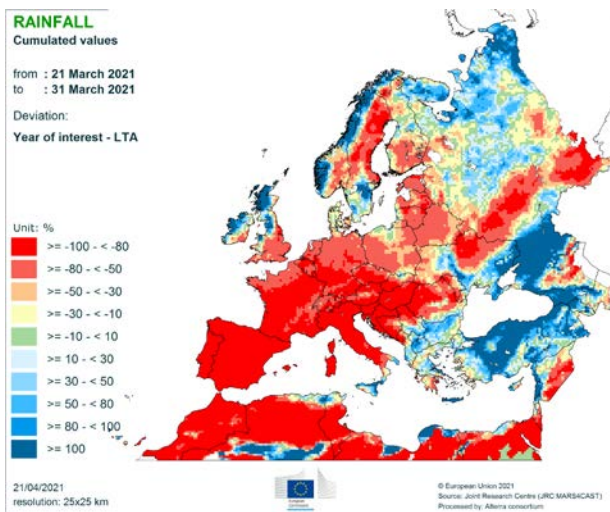 RAINFALL
Cumulated values
from : 21 March 2021
to : 31 March 2021
Deviation:
Year of interest - LTA
Unit: %
>= -100 - < -80
>= -80 - < -50
>= -50 - < -30
>= -30 - < -10
>= -10 - < 10
>= 10 - < 30
>= 30 - < 50
>= 50 - < 80
>= 80 - < 100
>= 100
21/04/2021
resolution: 25x25 km
European
Commission
© European Union 2021
Source: Joint Research Centre (JRC MARS4CAST)
Processed by: Alterra consortium